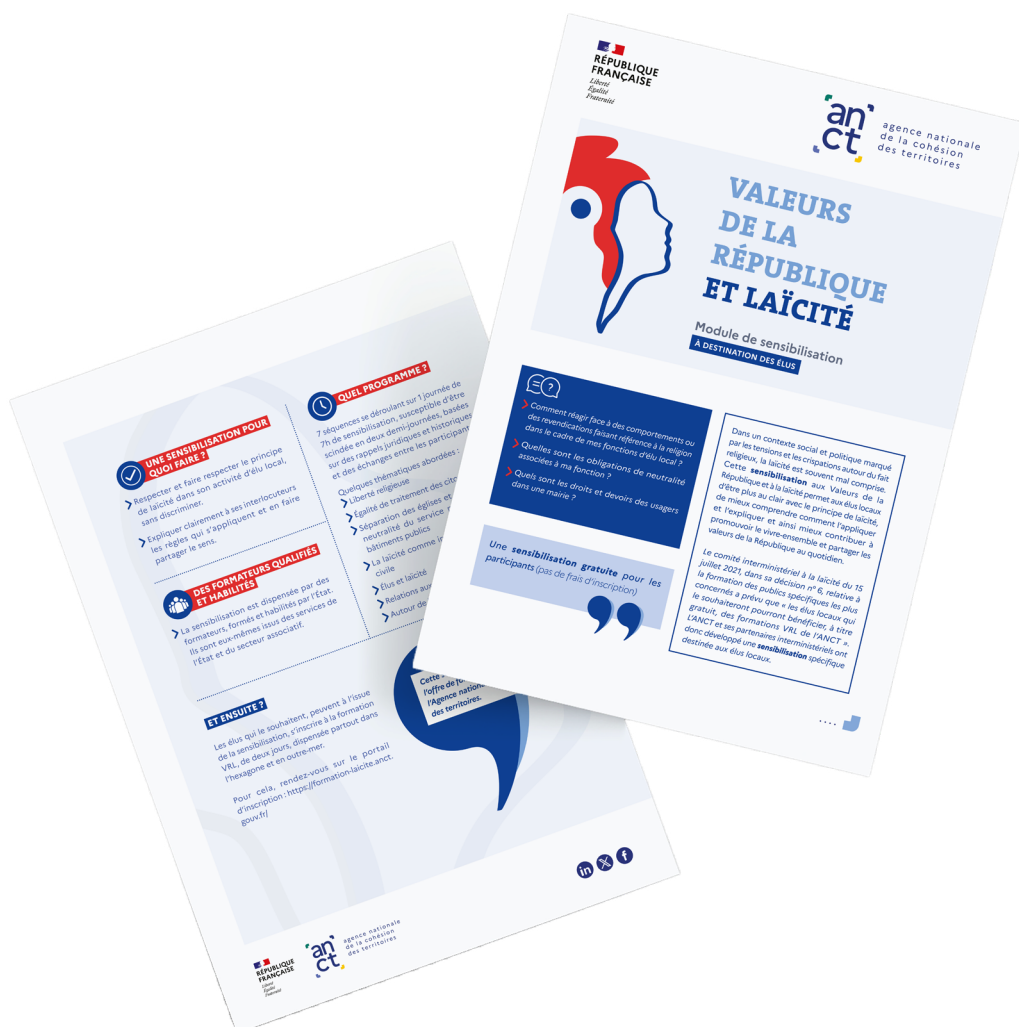 RÉPUBLIQUE
FRANÇAISE
Liberté
Égalité
Fraternité
an
ct
agence nationale
de la cohésion
des territoires
VALEURS
DE LA
RÉPUBLIQUE
ET LAÏCITÉ
Module de sensibilisation
À DESTINATION DES ÉLUS
Comment réagir face à des comportements ou
des revendications faisant référence à la religion
dans le cadre de mes fonctions d'élu local ?
Quelles sont les obligations de neutralité
associées à ma fonction ?
Quels sont les droits et devoirs des usagers
dans une mairie ?
Une sensibilisation gratuite pour les
participants (pas de frais d'inscription)
Dans un contexte social et politique marqué
par les tensions et les crispations autour du fait
religieux, la laïcité est souvent mal comprise.
Cette sensibilisation aux Valeurs de la
République et à la laïcité permet aux élus locaux
d'être plus au clair avec le principe de laïcité,
de mieux comprendre comment l'appliquer
et l'expliquer et ainsi mieux contribuer à
promouvoir le vivre-ensemble et partager les
valeurs de la République au quotidien.
Le comité interministériel à la laïcité du 15
juillet 2021, dans sa décision n° 6, relative à
la formation des publics spécifiques les plus
concernés a prévu que « les élus locaux qui
le souhaiteront pourront bénéficier, à titre
gratuit, des formations VRL de l'ANCT ».
L'ANCT et ses partenaires interministériels ont
donc développé une sensibilisation spécifique
destinée aux élus locaux.
UNE SENSIBILISATION POUR
QUOI FAIRE ?
Respecter et faire respecter le principe
de laïcité dans son activité d'élu local,
sans discriminer.
Expliquer clairement à ses interlocuteurs
les règles qui s'appliquent et en faire
partager le sens.
DES FORMATEURS QUALIFIÉS
ET HABILITÉS
La sensibilisation est dispensée par des
formateurs, formés et habilités par l'État.
Ils sont eux-mêmes issus des services de
l'État et du secteur associatif.
QUEL PROGRAMME ?
7 séquences se déroulant sur 1 journée de
7h de sensibilisation, susceptible d'être
scindée en deux demi-journées, basées
sur des rappels juridiques et historiques
et des échanges entre les participant
Quelques thématiques abordées :
Liberté religieuse
Égalité de traitement des cito
Séparation des églises et
neutralité du service
bâtiments publics
La laïcité comme
civile
Élus et laïcité
Relations aux
Autour de
Cette
l'offre de fo
l'Agence nation
des territoires.
ET ENSUITE ?
Les élus qui le souhaitent, peuvent à l'issue
de la sensibilisation, s'inscrire à la formation
VRL, de deux jours, dispensée partout dans
l'hexagone et en outre-mer.
Pour cela, rendez-vous sur le portail
d'inscription : https://formation-laicite.anct.
gouv.fr/
RÉPUBLIQUE
FRANÇAISE
Liberté
Égalité
Fraternité
an
ct
agence nationale
de la cohésion
des territoires